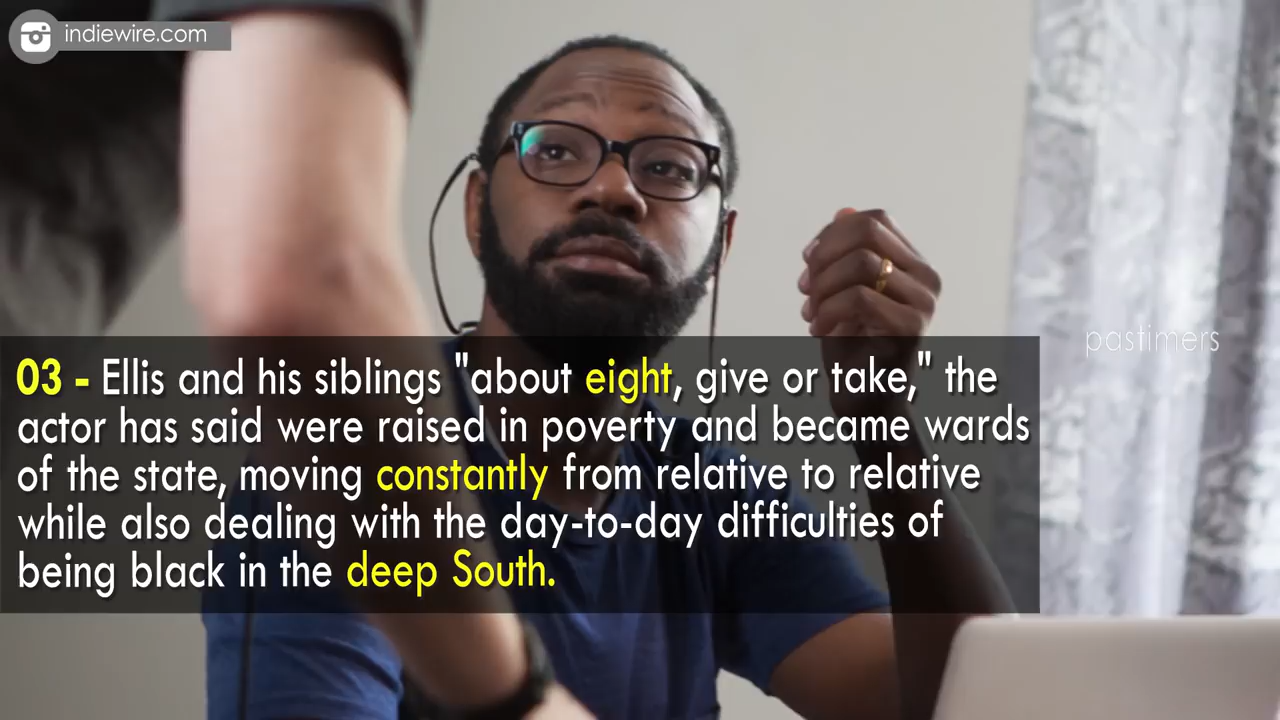 indiewire.com
03 - Ellis and his siblings "about eight, give or take," the
actor has said were raised in poverty and became wards
of the state, moving constantly from relative to relative
while also dealing with the day-to-day difficulties of
being black in the deep South.
pastimers